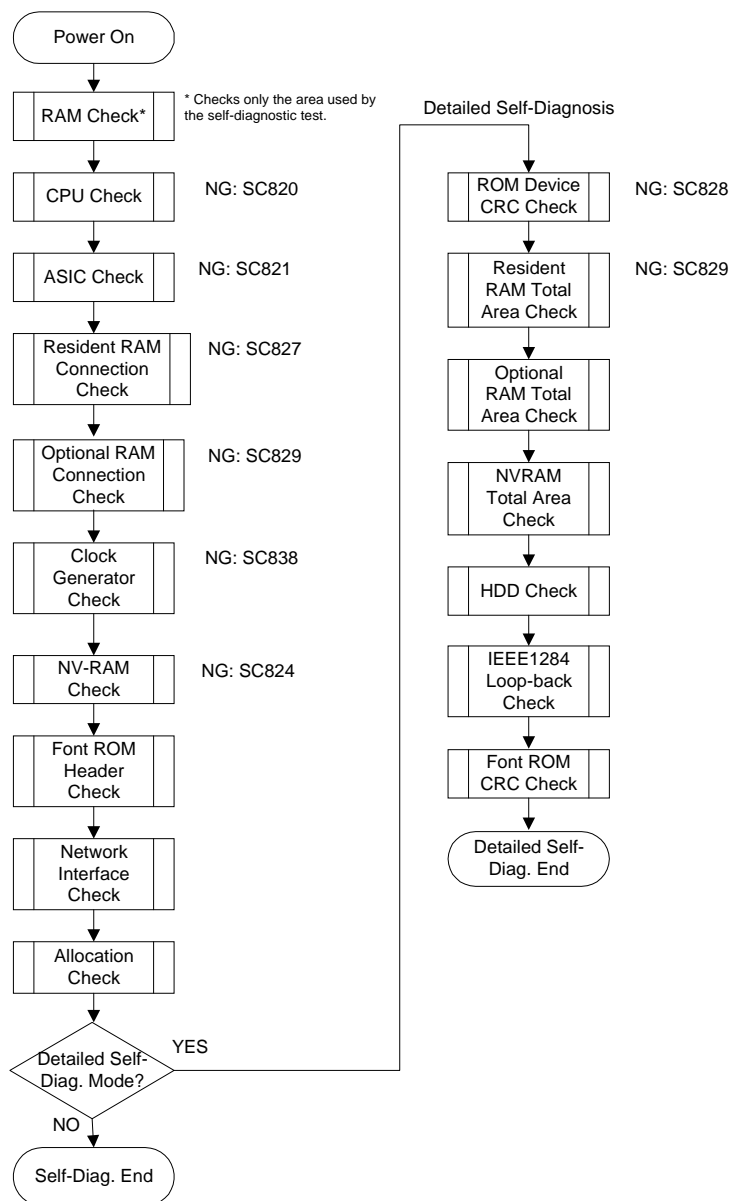 Power On
RAM Check*
* Checks only the area used by
the self-diagnostic test.
CPU Check
NG: SC820
ASIC Check
NG: SC821
Resident RAM
Connection
Check
NG: SC827
Optional RAM
Connection
Check
NG: SC829
Clock
Generator
Check
NG: SC838
NV-RAM
Check
NG: SC824
Font ROM
Header
Check
Network
Interface
Check
Allocation
Check
Detailed Self-
Diag. Mode?
YES
NO
Self-Diag. End
Detailed Self-Diagnosis
ROM Device
CRC Check
NG: SC828
Resident
RAM Total
Area Check
NG: SC829
Optional
RAM Total
Area Check
NVRAM
Total Area
Check
HDD Check
IEEE1284
Loop-back
Check
Font ROM
CRC Check
Detailed Self-
Diag. End